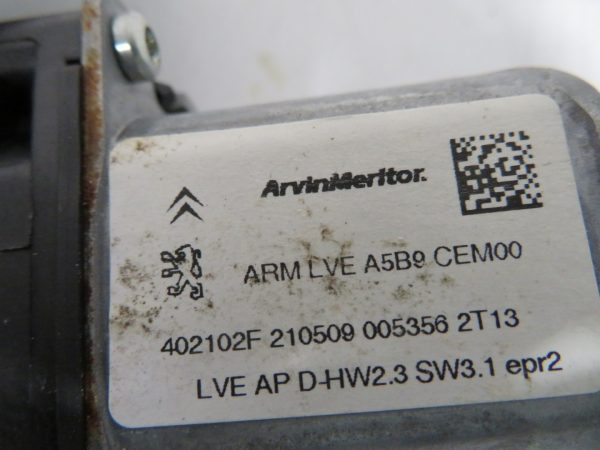 ArvinMeritor.
ARM LVE A5B9 CEM00
402102F 210509 005356 2T13
LVE AP D-HW2.3 SW3.1 epr2